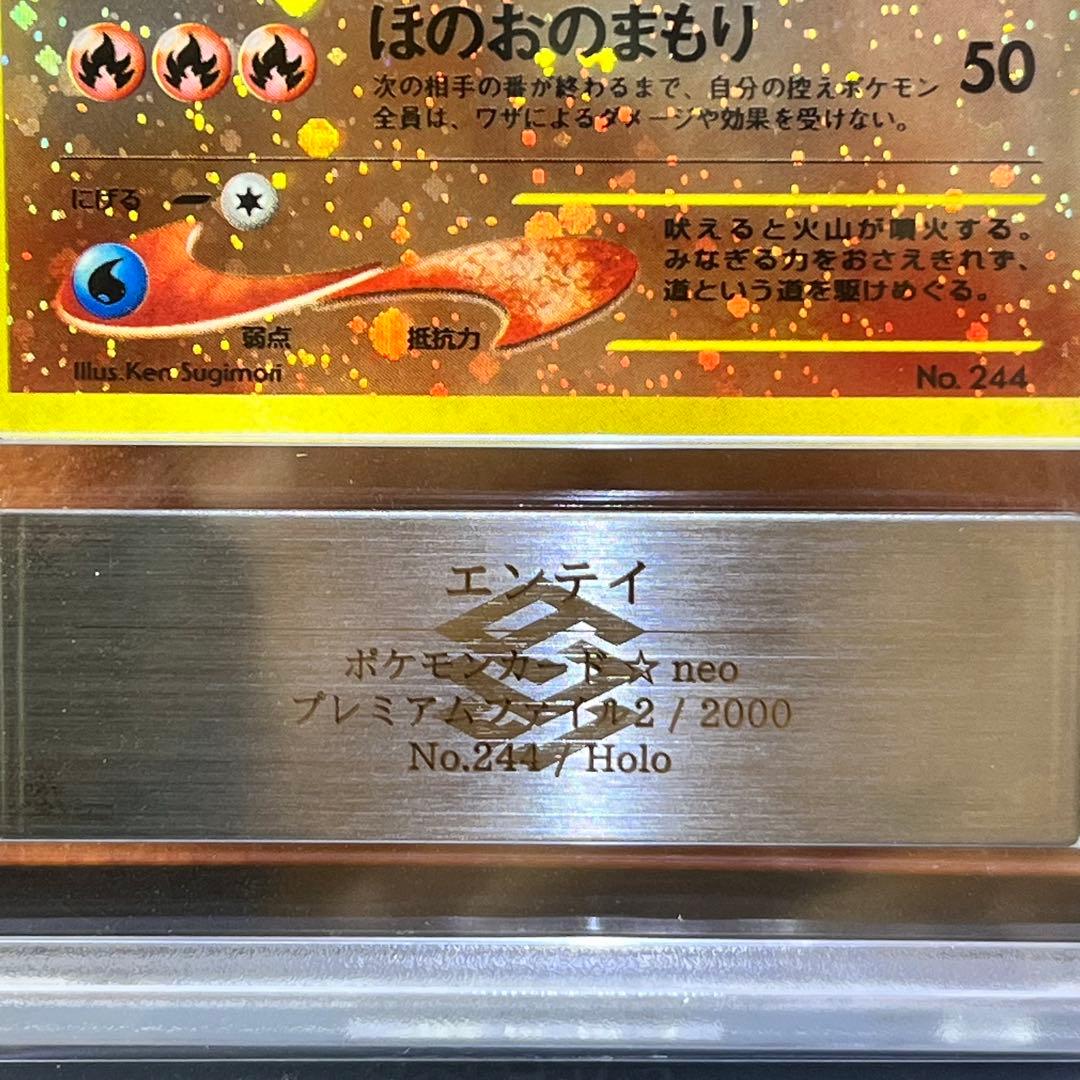 ほのおのまもり
50
次の相手の番が終わるまで、自分の控えポケモン
全員は、ワザによるダメージや効果を受けない。
にげる
吠えると火山が噴火する。
みなぎる力をおさえきれず、
道という道を駆けめぐる。
弱点
抵抗力
Illus.Ken Sugimori
No. 244
エンテイ
ポケモンカード ☆ neo
プレミアムファイル2 / 2000
No.244 / Holo